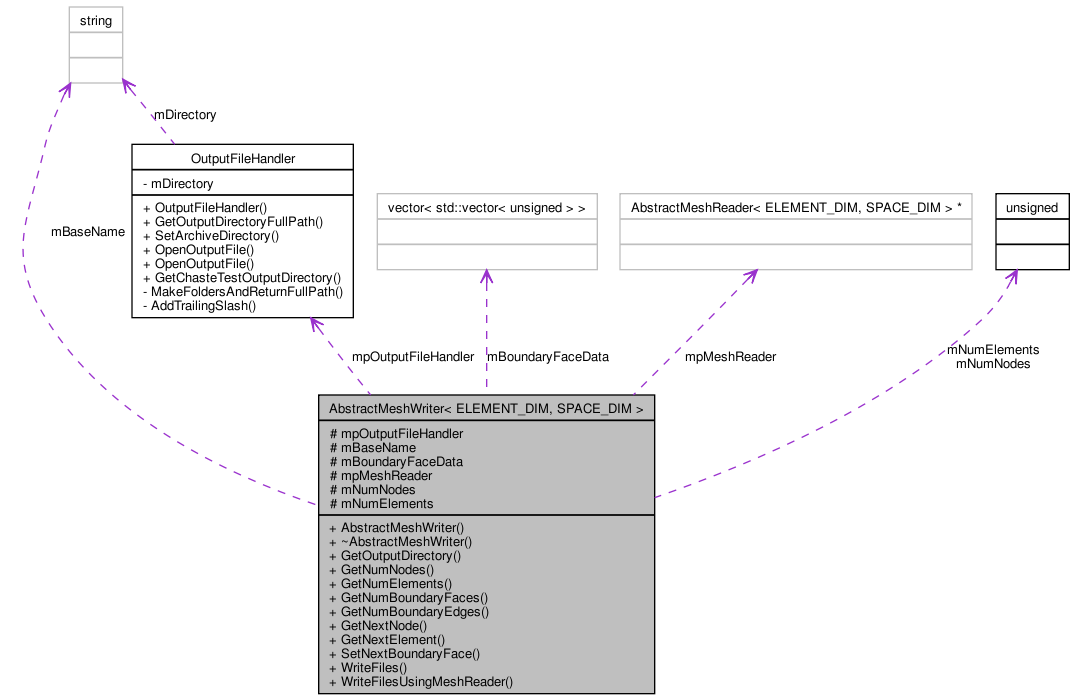 string
mDirectory
OutputFileHandler
- mDirectory
+ OutputFileHandler()
+ GetOutputDirectoryFullPath()
+ SetArchiveDirectory()
+ OpenOutputFile()
+ OpenOutputFile()
+ GetChasteTestOutputDirectory()
- MakeFoldersAndReturnFullPath()
- AddTrailingSlash()
vector< std::vector< unsigned > >
AbstractMeshReader< ELEMENT_DIM, SPACE_DIM > *
unsigned
mBaseName
mpOutputFileHandler
mBoundaryFaceData
mpMeshReader
mNumElements
mNumNodes
AbstractMeshWriter< ELEMENT_DIM, SPACE_DIM >
# mpOutputFileHandler
# mBaseName
# mBoundaryFaceData
# mpMeshReader
# mNumNodes
# mNumElements
+ AbstractMeshWriter()
+ ~AbstractMeshWriter()
+ GetOutputDirectory()
+ GetNumNodes()
+ GetNumElements()
+ GetNumBoundaryFaces()
+ GetNumBoundaryEdges()
+ GetNextNode()
+ GetNextElement()
+ SetNextBoundaryFace()
+ WriteFiles()
+ WriteFilesUsingMeshReader()